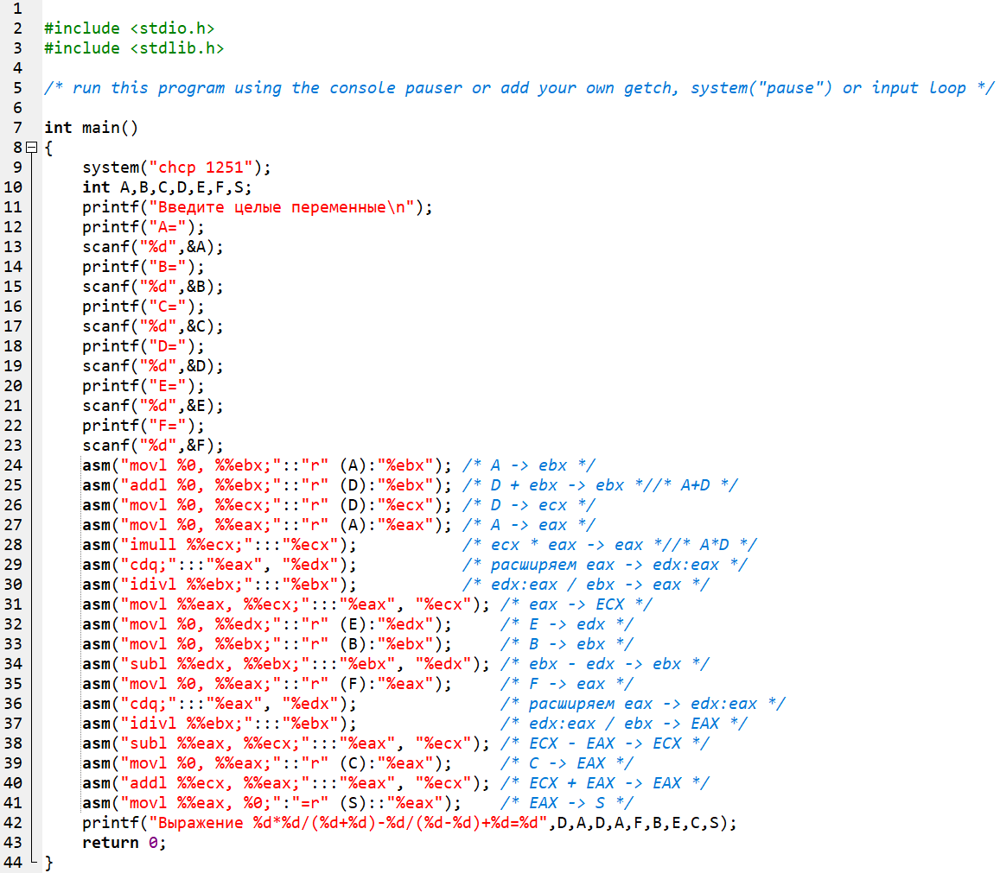 1
2 #include <stdio.h>
3 #include <stdlib.h>
4
5 /* run this program using the console pauser or add your own getch, system("pause") or input loop */
6
7 int main()
8 {
9 system("chcp 1251");
10 int A,B,C,D,E,F,S;
11 printf("Введите целые переменные\n");
12 printf("A=");
13 scanf("%d",&A);
14 printf("B=");
15 scanf("%d",&B);
16 printf("C=");
17 scanf("%d",&C);
18 printf("D=");
19 scanf("%d",&D);
20 printf("E=");
21 scanf("%d",&E);
22 printf("F=");
23 scanf("%d",&F);
24 asm("movl %0, %%ebx;"::"r" (A):"%ebx"); /* A -> ebx */
25 asm("addl %0, %%ebx;"::"r" (D):"%ebx"); /* D + ebx -> ebx *//* A+D */
26 asm("movl %0, %%ecx;"::"r" (D):"%ecx"); /* D -> ecx */
27 asm("movl %0, %%eax;"::"r" (A):"%eax"); /* A -> eax */
28 asm("imull %%ecx;":::"%ecx"); /* ecx * eax -> eax *//* A*D */
29 asm("cdq;":::"%eax", "%edx"); /* расширяем eax -> edx:eax */
30 asm("idivl %%ebx;":::"%ebx"); /* edx:eax / ebx -> eax */
31 asm("movl %%eax, %%ecx;":::"%eax", "%ecx"); /* eax -> ECX */
32 asm("movl %0, %%edx;"::"r" (E):"%edx"); /* E -> edx */
33 asm("movl %0, %%ebx;"::"r" (B):"%ebx"); /* B -> ebx */
34 asm("subl %%edx, %%ebx;":::"%ebx", "%edx"); /* ebx - edx -> ebx */
35 asm("movl %0, %%eax;"::"r" (F):"%eax"); /* F -> eax */
36 asm("cdq;":::"%eax", "%edx"); /* расширяем eax -> edx:eax */
37 asm("idivl %%ebx;":::"%ebx"); /* edx:eax / ebx -> EAX */
38 asm("subl %%eax, %%ecx;":::"%eax", "%ecx"); /* ECX - EAX -> ECX */
39 asm("movl %0, %%eax;"::"r" (C):"%eax"); /* C -> EAX */
40 asm("addl %%ecx, %%eax;":::"%eax", "%ecx"); /* ECX + EAX -> EAX */
41 asm("movl %%eax, %0;":"=r" (S)::"%eax"); /* EAX -> S */
42 printf("Выражение %d*%d/(%d+%d)-%d/(%d-%d)+%d=%d",D,A,D,A,F,B,E,C,S);
43 return 0;
44 }